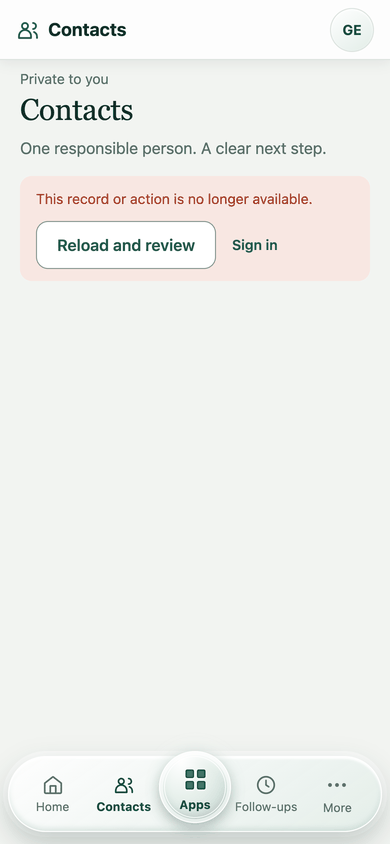 Contacts
GE
Private to you
Contacts
One responsible person. A clear next step.
This record or action is no longer available.
Reload and review
Sign in
Home
Contacts
Apps
Follow-ups
More